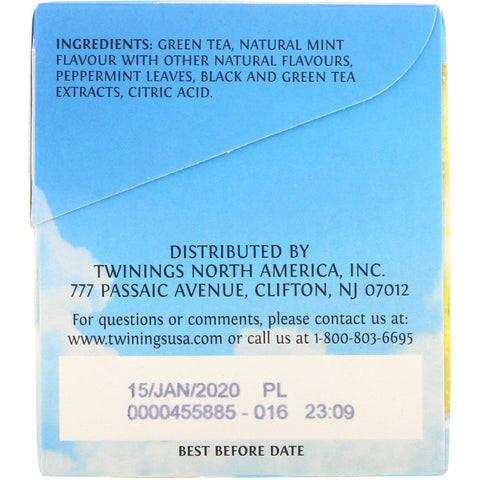 INGREDIENTS: GREEN TEA, NATURAL MINT
FLAVOUR WITH OTHER NATURAL FLAVOURS,
PEPPERMINT LEAVES, BLACK AND GREEN TEA
EXTRACTS, CITRIC ACID.
DISTRIBUTED BY
TWININGS NORTH AMERICA, INC.
777 PASSAIC AVENUE, CLIFTON, NJ 07012
For questions or comments, please contact us at:
www.twiningsusa.com or call us at 1-800-803-6695
15/JAN/2020 PL
0000455885 - 016 23:09
BEST BEFORE DATE